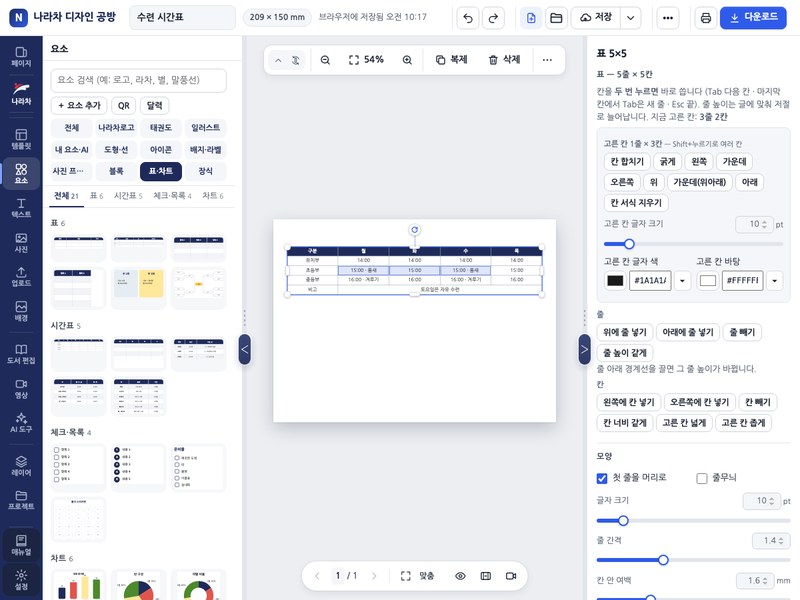 N 나라차 디자인 공방
수련 시간표
209 × 150 mm
브라우저에 저장됨 오전 10:17
저장
다운로드
페이지
나라차
템플릿
요소
텍스트
사진
업로드
배경
도서 편집
영상
AI 도구
레이어
프로젝트
매뉴얼
설정
요소
요소 검색 (예: 로고, 라차, 별, 말풍선)
+ 요소 추가
QR
달력
전체
나라차로고
태권도
일러스트
내 요소·AI
도형·선
아이콘
배지·라벨
사진 프…
블록
표·차트
장식
전체 21
표 6
시간표 5
체크·목록 4
차트 6
표 6
시간표 5
체크·목록 4
차트 6
54%
복제
삭제
구분 월 화 수 목
유치부 14:00 14:00 14:00 14:00
초등부 15:00 · 품새 15:00 15:00 · 품새 15:00
중등부 16:00 · 겨루기 16:00 16:00 · 겨루기 16:00
비고 토요일은 자유 수련
1 / 1
맞춤
표 5×5
표 — 5줄 × 5칸
칸을 두 번 누르면 바로 씁니다 (Tab 다음 칸 · 마지막
칸에서 Tab은 새 줄 · Esc 끝). 줄 높이는 글에 맞춰 저절
로 늘어납니다. 지금 고른 칸: 3줄 2칸
고른 칸 1줄 × 3칸 — Shift+누르기로 여러 칸
칸 합치기
굵게
왼쪽
가운데
오른쪽
위
가운데(위아래)
아래
칸 서식 지우기
고른 칸 글자 크기
10 pt
고른 칸 글자 색
고른 칸 바탕
#1A1A1
#FFFFF
줄
위에 줄 넣기
아래에 줄 넣기
줄 빼기
줄 높이 같게
줄 아래 경계선을 끌면 그 줄 높이가 바뀝니다.
칸
왼쪽에 칸 넣기
오른쪽에 칸 넣기
칸 빼기
칸 너비 같게
고른 칸 넓게
고른 칸 좁게
모양
첫 줄을 머리로
줄무늬
글자 크기
10 pt
줄 간격
1.4
칸 안 여백
1.6 mm